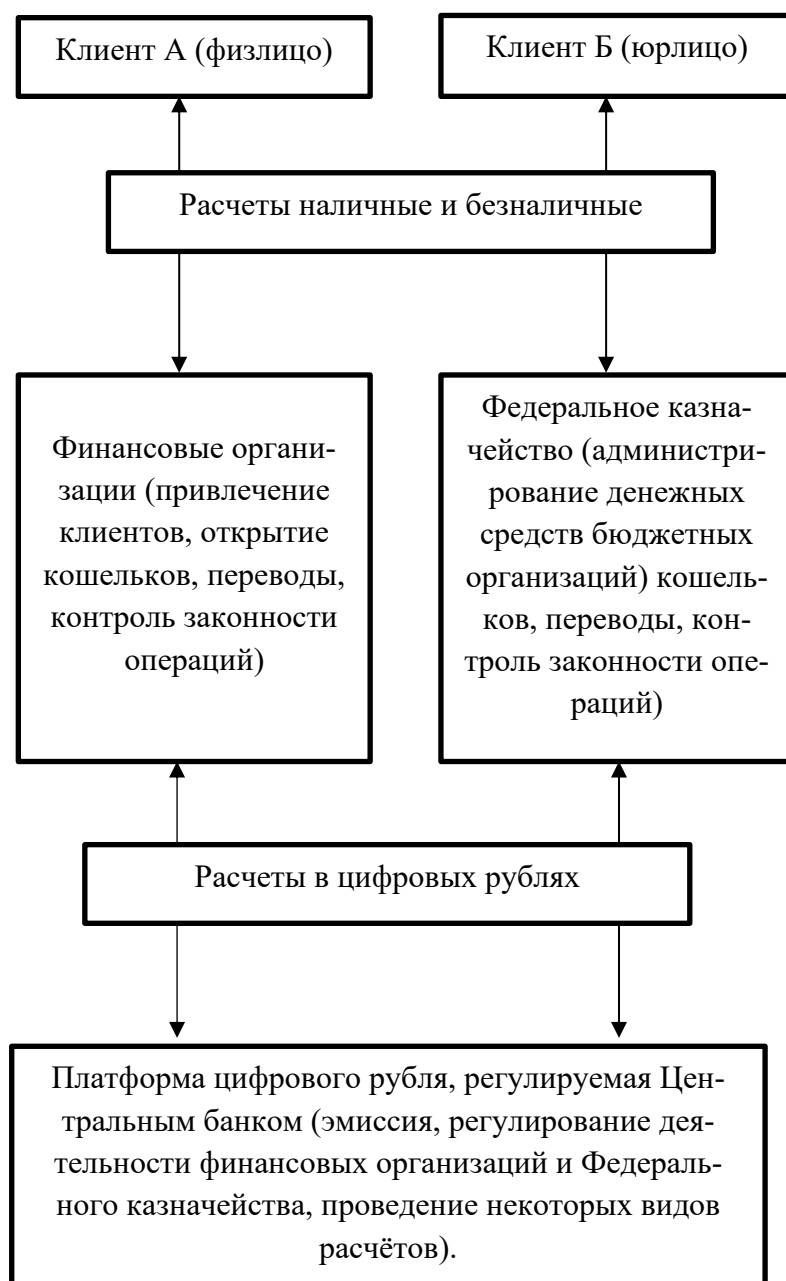 Клиент А (физлицо)
Клиент Б (юрлицо)
Расчеты наличные и безналичные
Финансовые органи-
зации (привлечение
клиентов, открытие
кошельков, переводы,
контроль законности
операций)
Федеральное казна-
чейство (администри-
рование денежных
средств бюджетных
организаций) кошель-
ков, переводы, кон-
троль законности опе-
раций)
Расчеты в цифровых рублях
Платформа цифрового рубля, регулируемая Цен-
тральным банком (эмиссия, регулирование дея-
тельности финансовых организаций и Федераль-
ного казначейства, проведение некоторых видов
расчётов).